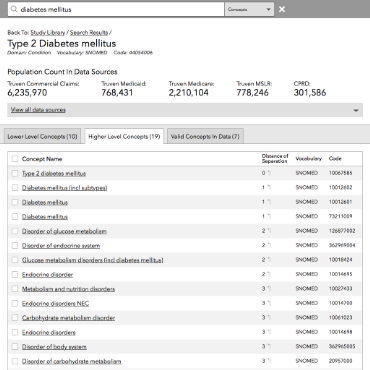 diabetes mellitus
Concepts
Back To: Study Library / Search Results /
Type 2 Diabetes mellitus
Domain: Condition Vocabulary: SNOMED Code: 44054006
Population Count In Data Sources
Truven Commercial Claims: Truven Medicaid: Truven Medicare: Truven MSLR: CPRD:
6,235,970 768,431 2,210,104 778,246 301,586
View all data sources
Lower Level Concepts (10) Higher Level Concepts (19) Valid Concepts In Data (7)
Concept Name Distance of Separation Vocabulary Code
Type 2 diabetes mellitus 0 SNOMED 10067585
Diabetes mellitus (incl subtypes) 1 SNOMED 10012602
Diabetes mellitus 1 SNOMED 10012601
Diabetes mellitus 1 SNOMED 73211009
Disorder of glucose metabolism 2 SNOMED 126877002
Disorder of endocrine system 2 SNOMED 362969004
Glucose metabolism disorders (incl diabetes mellitus) 2 SNOMED 10018424
Endocrine disorder 2 SNOMED 10014695
Metabolism and nutrition disorders 3 SNOMED 10027433
Endocrine disorders NEC 3 SNOMED 10014700
Carbohydrate metabolism disorder 3 SNOMED 10061023
Endocrine disorders 3 SNOMED 10014698
Disorder of body system 3 SNOMED 362965005
Disorder of carbohydrate metabolism 3 SNOMED 20957000